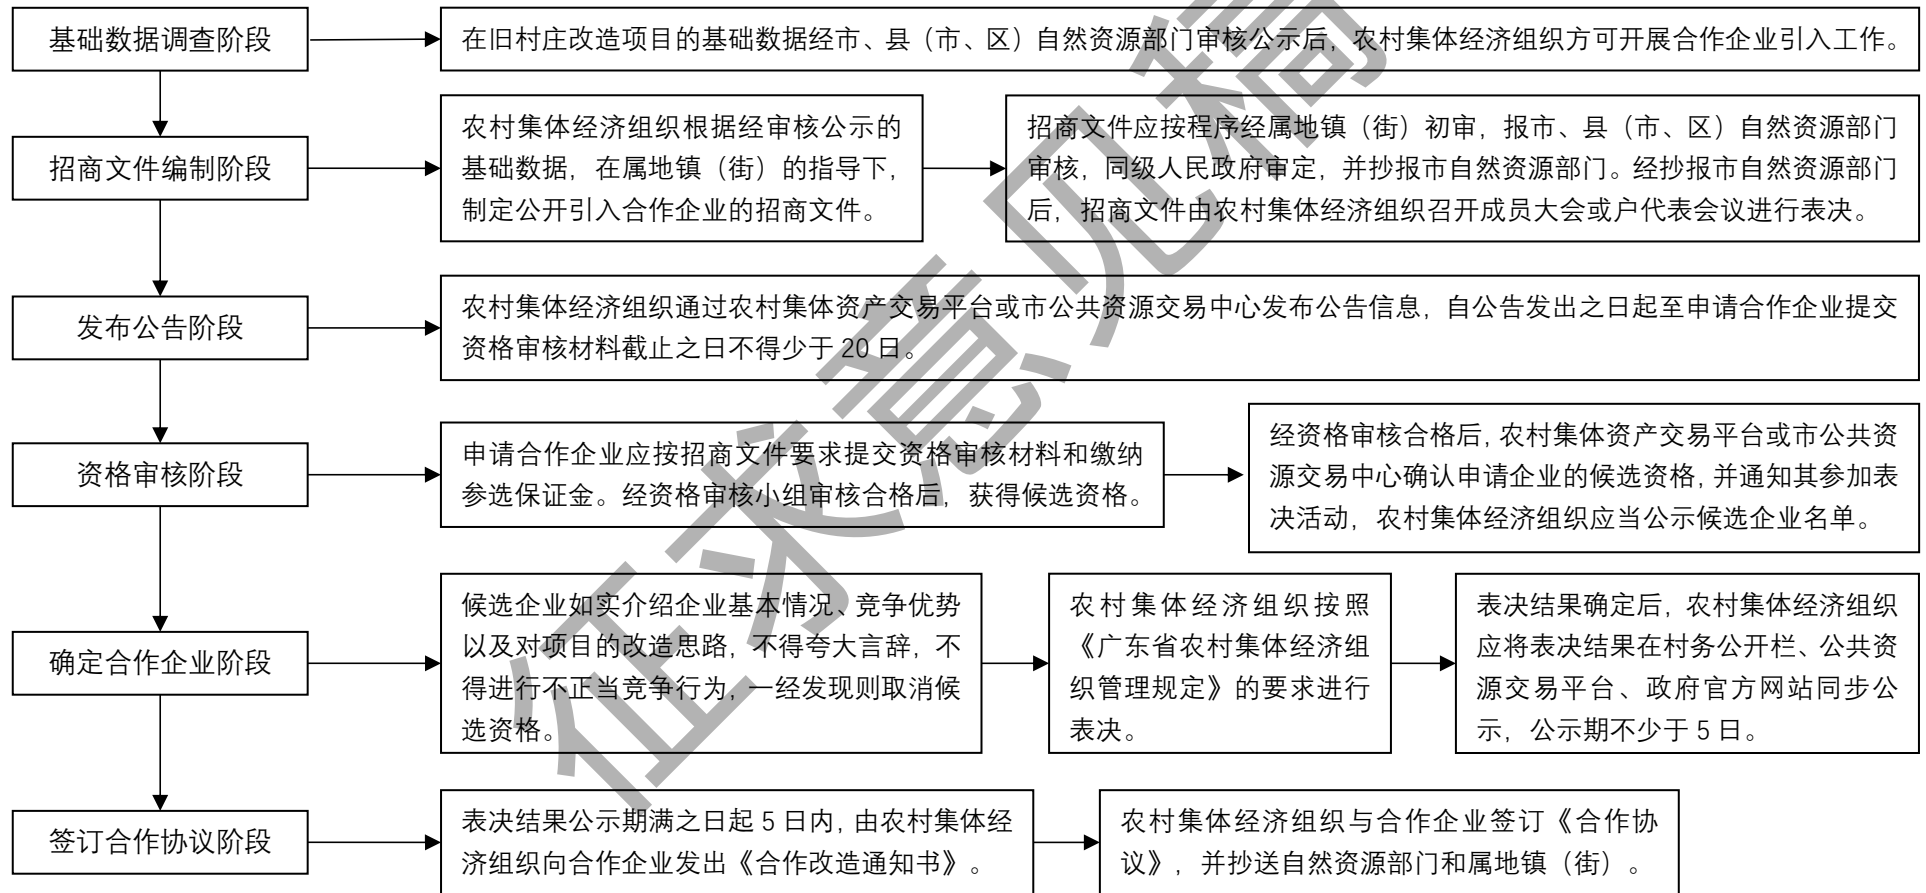 基础数据调查阶段
在旧村庄改造项目的基础数据经市、县（市、区）自然资源部门审核公示后，农村集体经济组织方可开展合作企业引入工作。
招商文件编制阶段
农村集体经济组织根据经审核公示的
基础数据，在属地镇（街）的指导下，
制定公开引入合作企业的招商文件。
招商文件应按程序经属地镇（街）初审，报市、县（市、区）自然资源部门
审核，同级人民政府审定，并抄报市自然资源部门。经抄报市自然资源部门
后，招商文件由农村集体经济组织召开成员大会或户代表会议进行表决。
发布公告阶段
农村集体经济组织通过农村集体资产交易平台或市公共资源交易中心发布公告信息，自公告发出之日起至申请合作企业提交
资格审核材料截止之日不得少于 20 日。
资格审核阶段
申请合作企业应按招商文件要求提交资格审核材料和缴纳
参选保证金。经资格审核小组审核合格后，获得候选资格。
经资格审核合格后，农村集体资产交易平台或市公共资
源交易中心确认申请企业的候选资格，并通知其参加表
决活动，农村集体经济组织应当公示候选企业名单。
确定合作企业阶段
候选企业如实介绍企业基本情况、竞争优势
以及对项目的改造思路，不得夸大言辞，不
得进行不正当竞争行为，一经发现则取消候
选资格。
农村集体经济组织按照
《广东省农村集体经济组
织管理规定》的要求进行
表决。
表决结果确定后，农村集体经济组织
应将表决结果在村务公开栏、公共资
源交易平台、政府官方网站同步公
示，公示期不少于 5 日。
签订合作协议阶段
表决结果公示期满之日起 5 日内，由农村集体经
济组织向合作企业发出《合作改造通知书》。
农村集体经济组织与合作企业签订《合作协
议》，并抄送自然资源部门和属地镇（街）。
征求意见稿